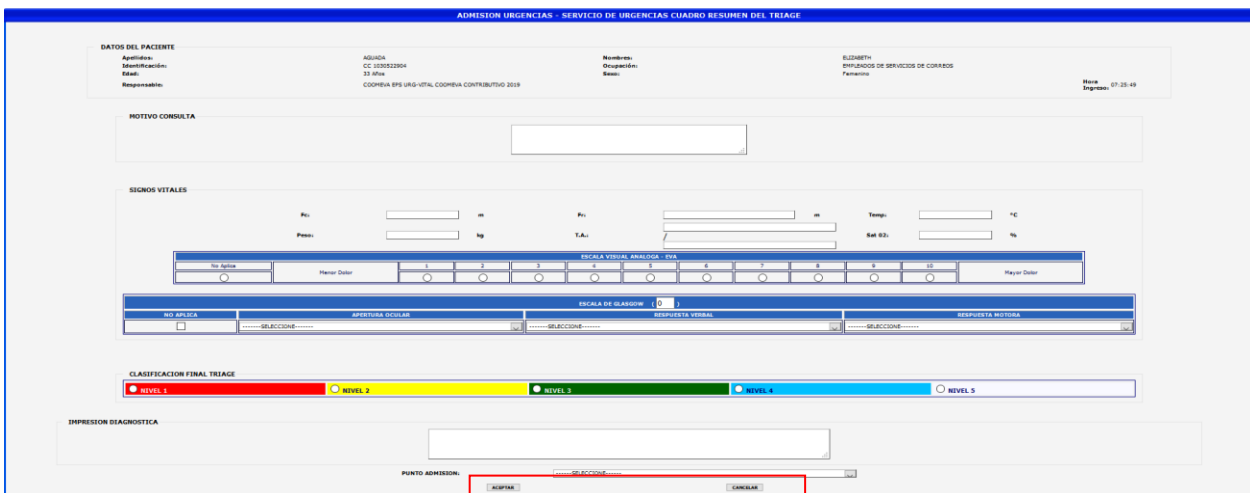 ADMISION URGENCIAS - SERVICIO DE URGENCIAS CUADRO RESUMEN DEL TRIAGE
DATOS DEL PACIENTE
Apellidos: AGUADA Nombres: ELIZABETH
Identificación: CC 1030522904 Ocupación: EMPLEADOS DE SERVICIOS DE CORREOS
Edad: 33 Años Sexo: Femenino
Responsable: COOMEVA EPS URG-VITAL COOMEVA CONTRIBUTIVO 2019 Hora Ingreso: 07:25:49
MOTIVO CONSULTA
SIGNOS VITALES
Fc: m Fr: m Temp: °C
Peso: kg T.A.: / Sat 02: %
ESCALA VISUAL ANALOGA - EVA
No Aplica Menor Dolor 1 2 3 4 5 6 7 8 9 10 Mayor Dolor
ESCALA DE GLASGOW ( 0 )
NO APLICA APERTURA OCULAR RESPUESTA VERBAL RESPUESTA MOTORA
-------SELECCIONE------- -------SELECCIONE------- -------SELECCIONE-------
CLASIFICACION FINAL TRIAGE
NIVEL 1 NIVEL 2 NIVEL 3 NIVEL 4 NIVEL 5
IMPRESION DIAGNOSTICA
PUNTO ADMISION: ------SELECCIONE------
ACEPTAR CANCELAR